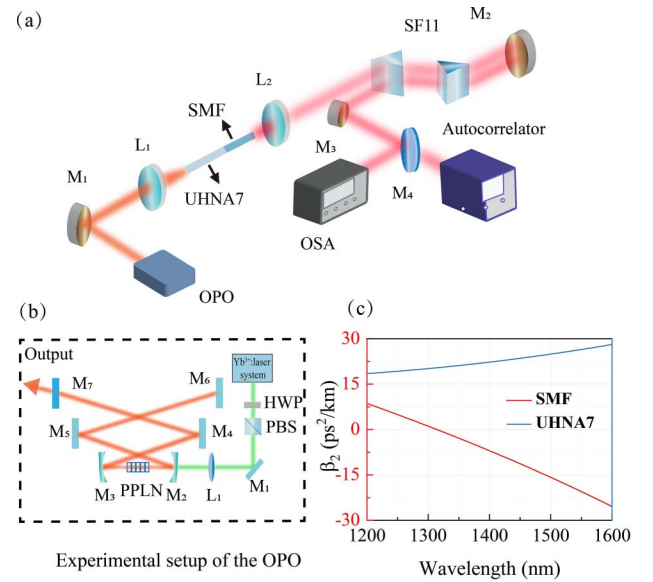 (a)
M₂
SF11
L₂
SMF
Autocorrelator
L₁
M₃
M₁
UHNA7
M₄
OSA
OPO
(b)
Output
Yb³⁺:laser
system
M₇
M₆
HWP
M₅
M₄
PBS
M₃
PPLN
M₂
L₁
M₁
Experimental setup of the OPO
(c)
30
15
0
-15
-30
β₂ (ps²/km)
SMF
UHNA7
1200 1300 1400 1500 1600
Wavelength (nm)